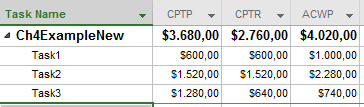 Task Name CPTP CPTR ACWP
Ch4ExampleNew $3.680,00 $2.760,00 $4.020,00
Task1 $600,00 $600,00 $1.000,00
Task2 $1.520,00 $1.520,00 $2.280,00
Task3 $1.280,00 $640,00 $740,00